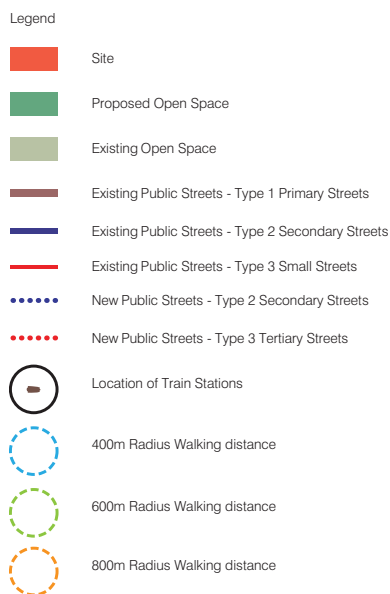 Legend
Site
Proposed Open Space
Existing Open Space
Existing Public Streets - Type 1 Primary Streets
Existing Public Streets - Type 2 Secondary Streets
Existing Public Streets - Type 3 Small Streets
New Public Streets - Type 2 Secondary Streets
New Public Streets - Type 3 Tertiary Streets
Location of Train Stations
400m Radius Walking distance
600m Radius Walking distance
800m Radius Walking distance